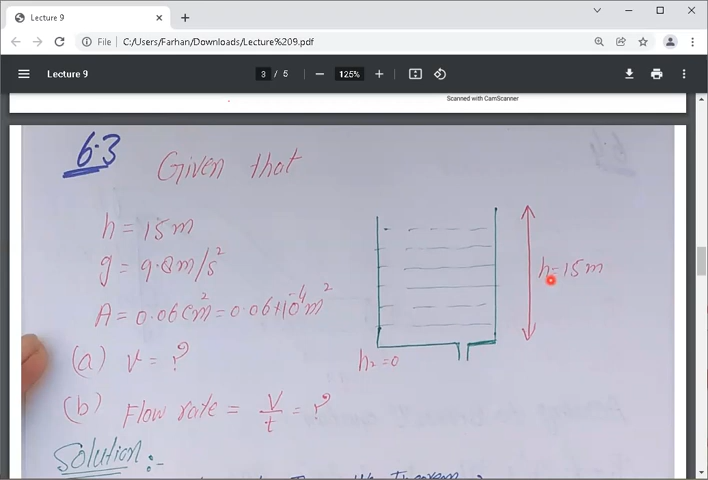 Lecture 9
File
C:/Users/Farhan/Downloads/Lecture%209.pdf
Lecture 9
3 / 5
125%
Scanned with CamScanner
6.3 Given that
h = 15m
g = 9.8m/s²
A = 0.06cm² = 0.06*10⁻⁴m²
(a) v = ?
(b) Flow rate = V/t = ?
h=15m
h₂=0
Solution:-
Theorem